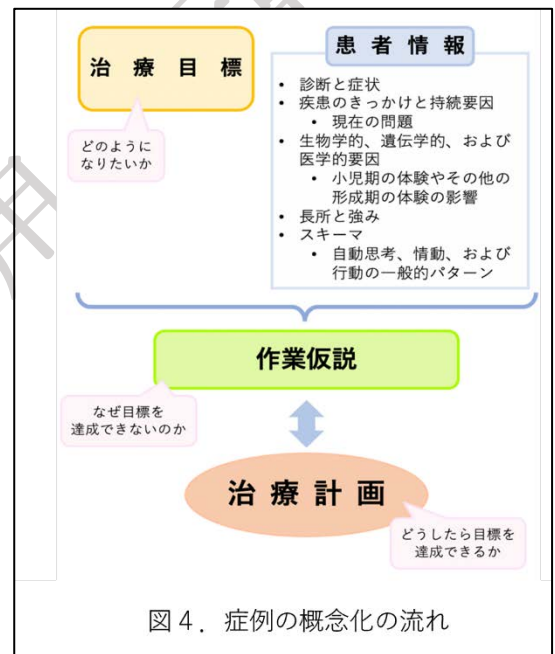 治療目標
どのように
なりたいか
患者情報
• 診断と症状
• 疾患のきっかけと持続要因
• 現在の問題
• 生物学的、遺伝学的、および
医学的要因
• 小児期の体験やその他の
形成期の体験の影響
• 長所と強み
• スキーマ
• 自動思考、情動、および
行動の一般的パターン
作業仮説
なぜ目標を
達成できないのか
治療計画
どうしたら目標を
達成できるか
図4．症例の概念化の流れ
用